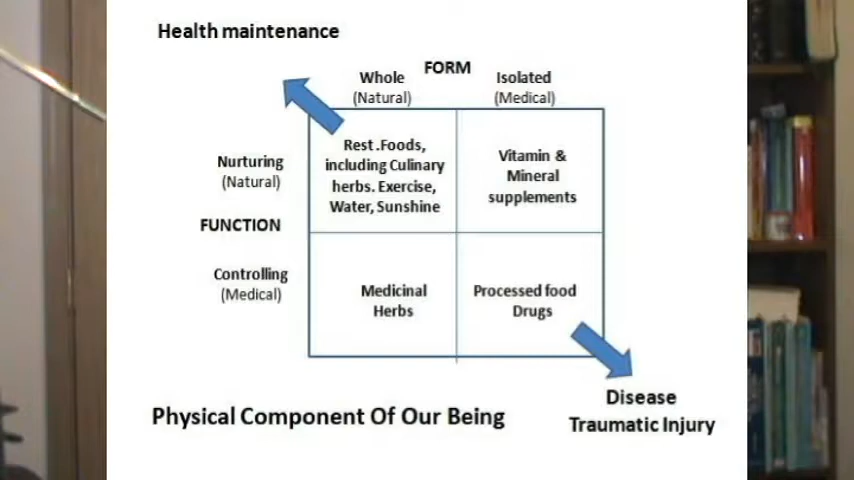 Health maintenance
FORM
Whole
(Natural)
Isolated
(Medical)
Nurturing
(Natural)
Rest .Foods,
including Culinary
herbs. Exercise,
Water, Sunshine
Vitamin &
Mineral
supplements
FUNCTION
Controlling
(Medical)
Medicinal
Herbs
Processed food
Drugs
Disease
Traumatic Injury
Physical Component Of Our Being